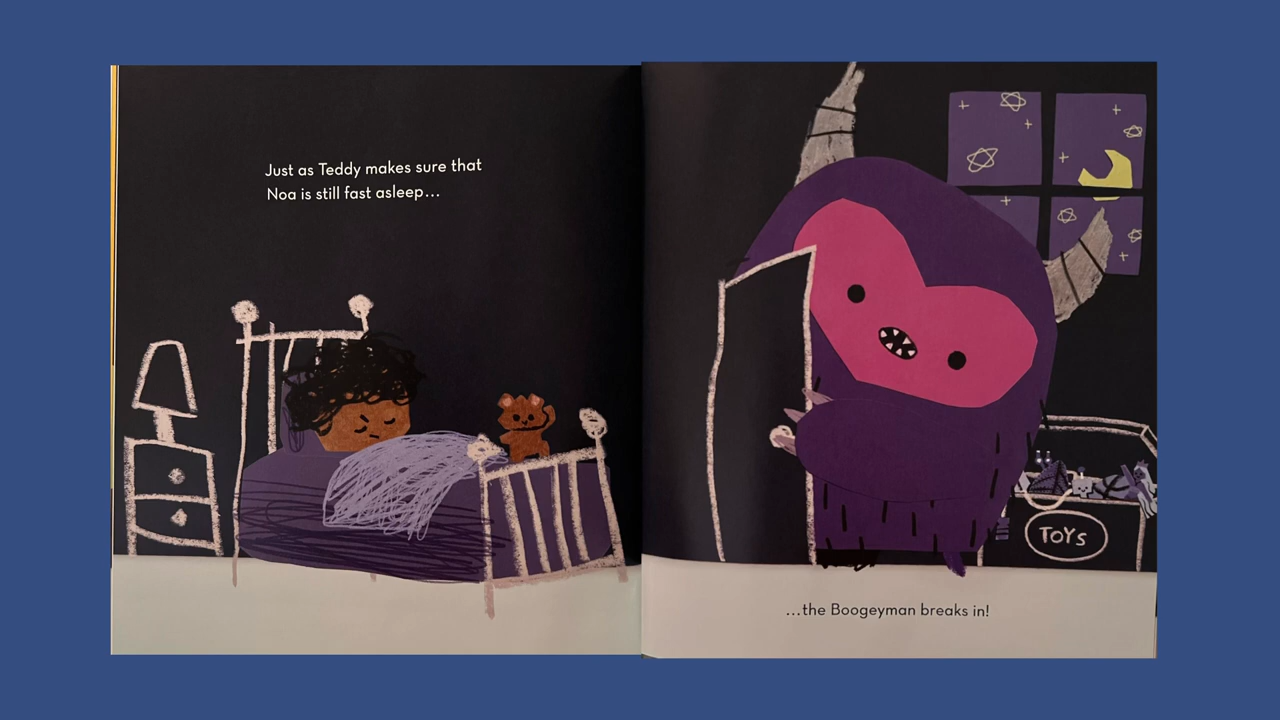 Just as Teddy makes sure that
Noa is still fast asleep…
TOYS
…the Boogeyman breaks in!